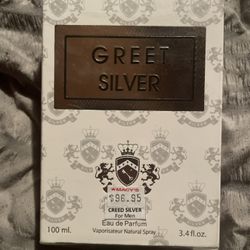 GREET
SILVER
★MACY'S
$96.95
CREED SILVER
For Men
Eau de Parfum
100 ml.
Vaporisateur Natural Spray
3.4 fl.oz.